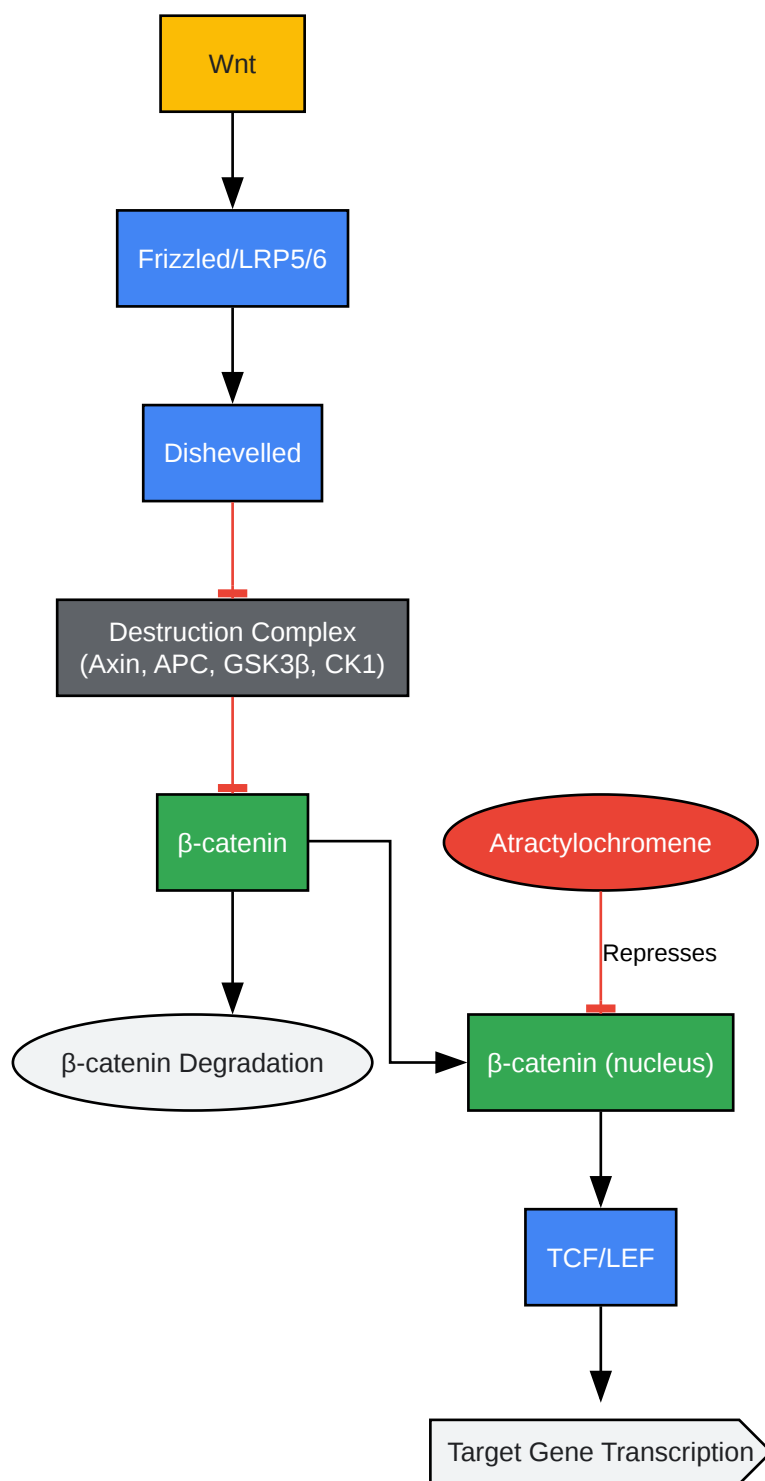 Wnt
Frizzled/LRP5/6
Dishevelled
Destruction Complex
(Axin, APC, GSK3β, CK1)
β-catenin
Atractylochromene
Represses
β-catenin Degradation
β-catenin (nucleus)
TCF/LEF
Target Gene Transcription